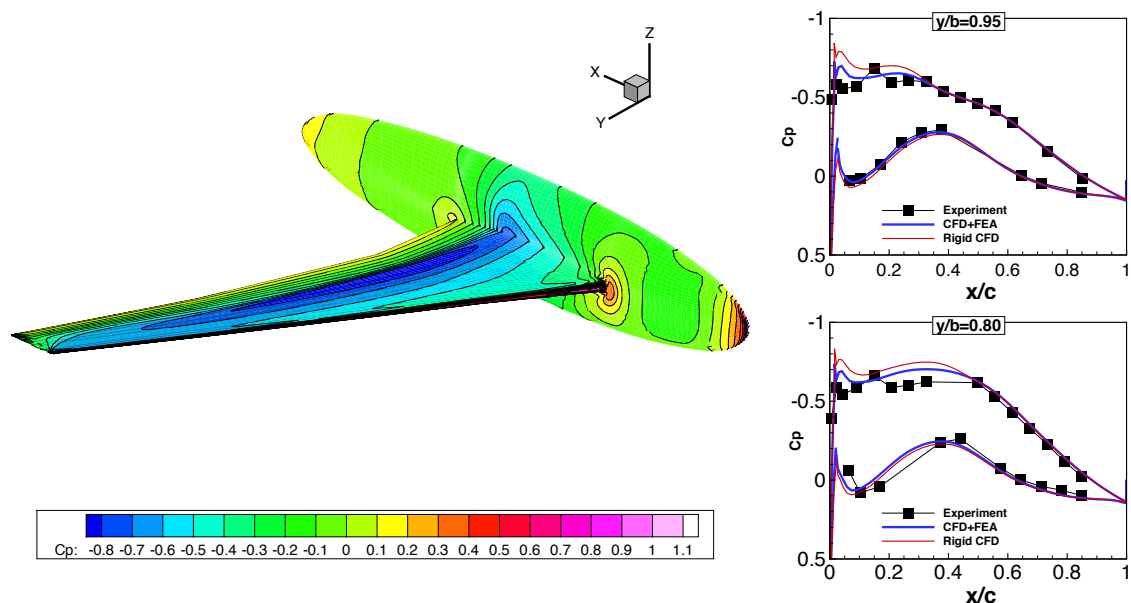 Z
X
Y
Cp: -0.8 -0.7 -0.6 -0.5 -0.4 -0.3 -0.2 -0.1 0 0.1 0.2 0.3 0.4 0.5 0.6 0.7 0.8 0.9 1 1.1
y/b=0.95
-1
-0.5
0
0.5
Cp
Experiment
CFD+FEA
Rigid CFD
0 0.2 0.4 0.6 0.8 1
x/c
y/b=0.80
-1
-0.5
0
0.5
Cp
Experiment
CFD+FEA
Rigid CFD
0 0.2 0.4 0.6 0.8 1
x/c